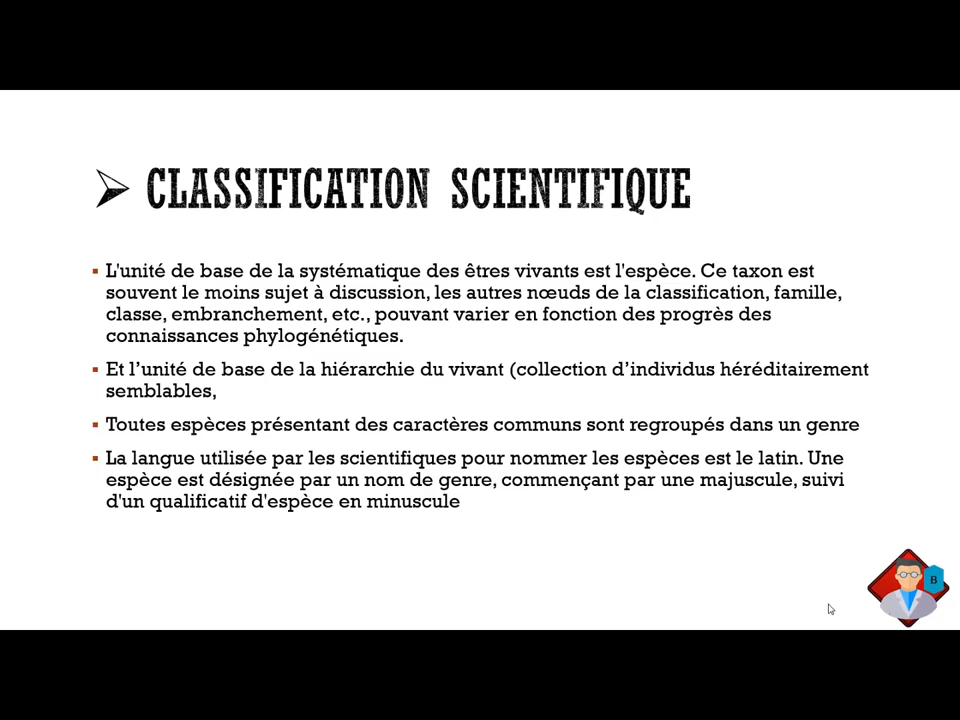 CLASSIFICATION SCIENTIFIQUE
L'unité de base de la systématique des êtres vivants est l'espèce. Ce taxon est
souvent le moins sujet à discussion, les autres nœuds de la classification, famille,
classe, embranchement, etc., pouvant varier en fonction des progrès des
connaissances phylogénétiques.
Et l’unité de base de la hiérarchie du vivant (collection d’individus héréditairement
semblables,
Toutes espèces présentant des caractères communs sont regroupés dans un genre
La langue utilisée par les scientifiques pour nommer les espèces est le latin. Une
espèce est désignée par un nom de genre, commençant par une majuscule, suivi
d'un qualificatif d'espèce en minuscule
B